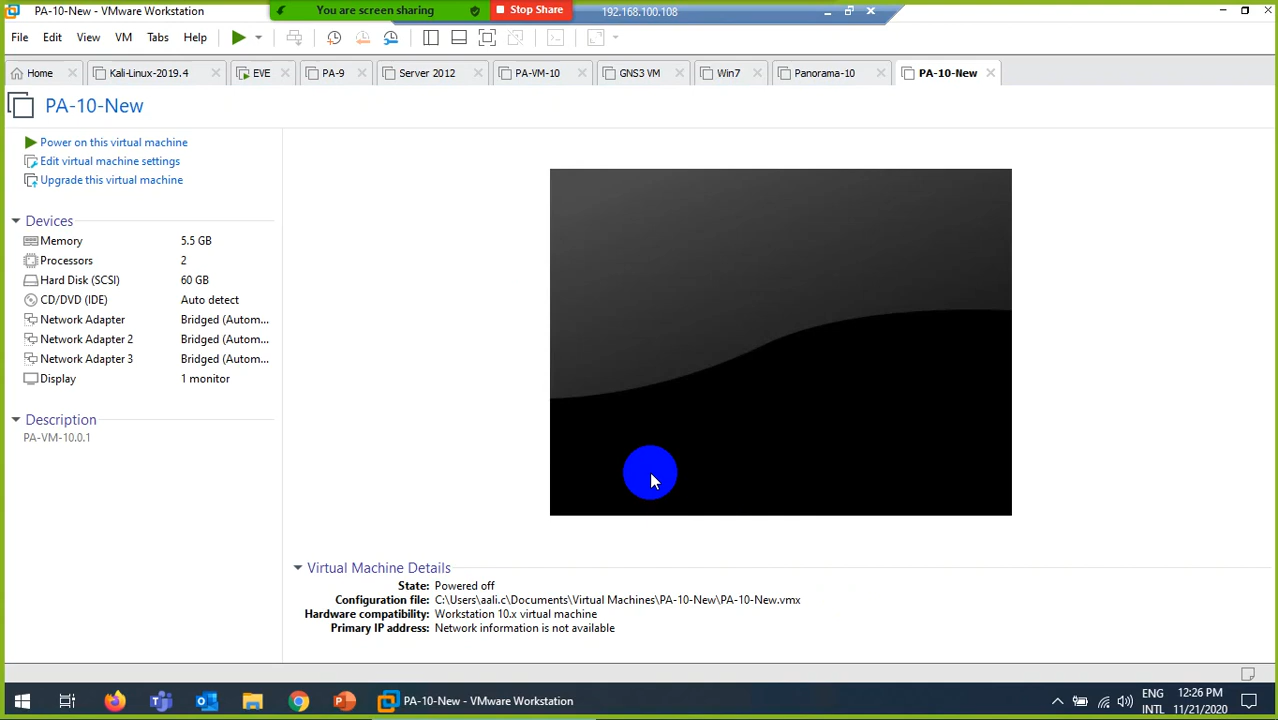 PA-10-New - VMware Workstation
You are screen sharing
Stop Share
192.168.100.108
File Edit View VM Tabs Help
Home Kali-Linux-2019.4 EVE PA-9 Server 2012 PA-VM-10 GNS3 VM Win7 Panorama-10 PA-10-New
PA-10-New
Power on this virtual machine
Edit virtual machine settings
Upgrade this virtual machine
Devices
Memory 5.5 GB
Processors 2
Hard Disk (SCSI) 60 GB
CD/DVD (IDE) Auto detect
Network Adapter Bridged (Autom...
Network Adapter 2 Bridged (Autom...
Network Adapter 3 Bridged (Autom...
Display 1 monitor
Description
PA-VM-10.0.1
Virtual Machine Details
State: Powered off
Configuration file: C:\Users\aali.c\Documents\Virtual Machines\PA-10-New\PA-10-New.vmx
Hardware compatibility: Workstation 10.x virtual machine
Primary IP address: Network information is not available
PA-10-New - VMware Workstation
ENG
INTL
12:26 PM
11/21/2020